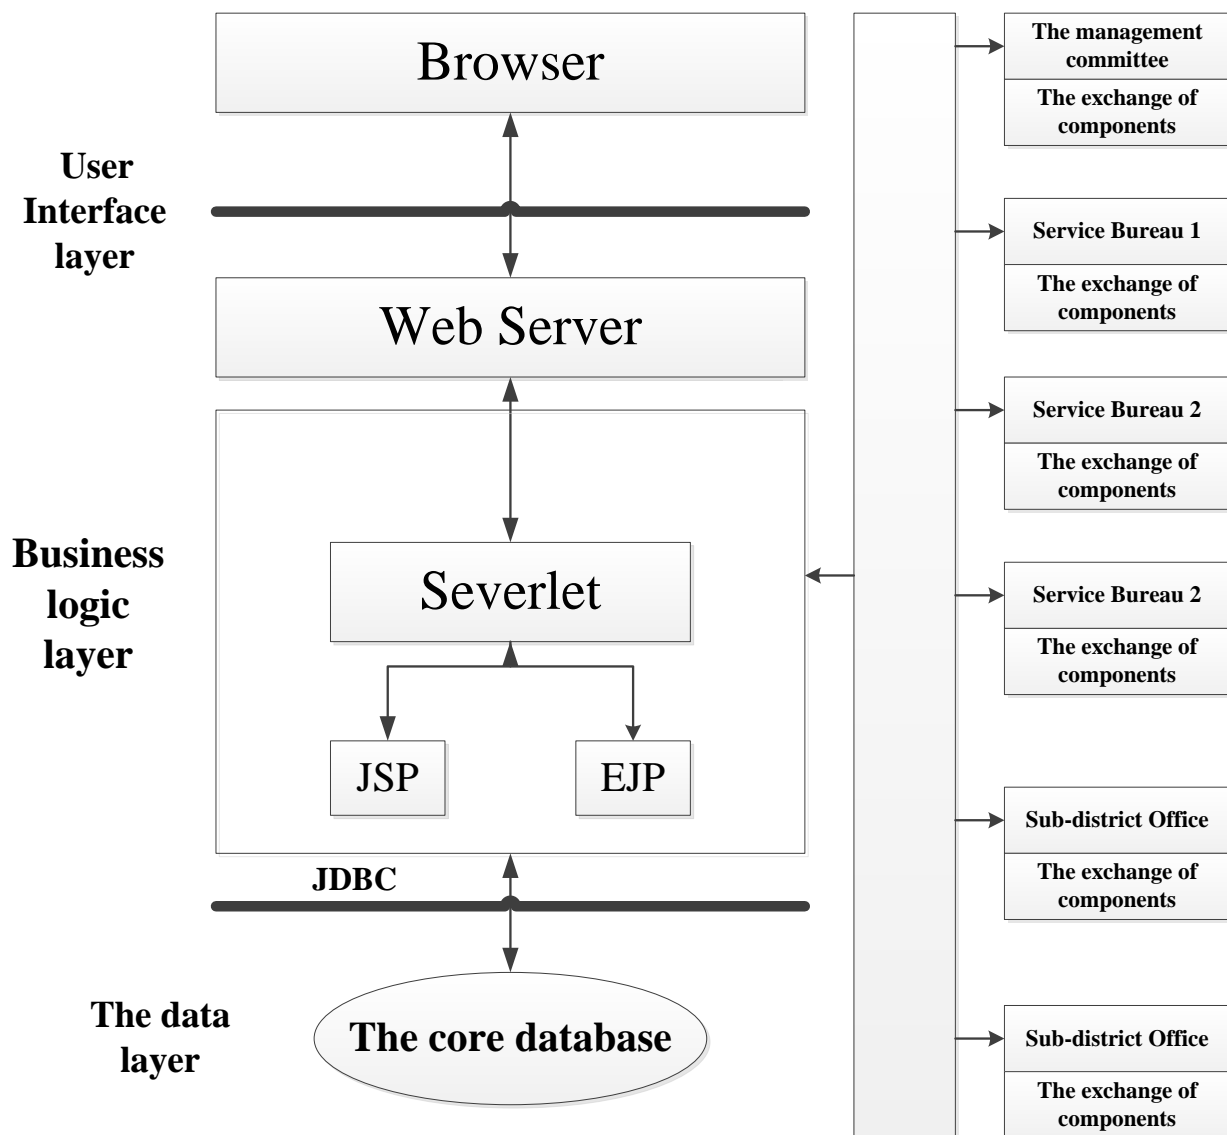 Browser
User
Interface
layer
Web Server
Business
logic
layer
Severlet
JSP
EJP
JDBC
The data
layer
The core database
The management
committee
The exchange of
components
Service Bureau 1
The exchange of
components
Service Bureau 2
The exchange of
components
Service Bureau 2
The exchange of
components
Sub-district Office
The exchange of
components
Sub-district Office
The exchange of
components